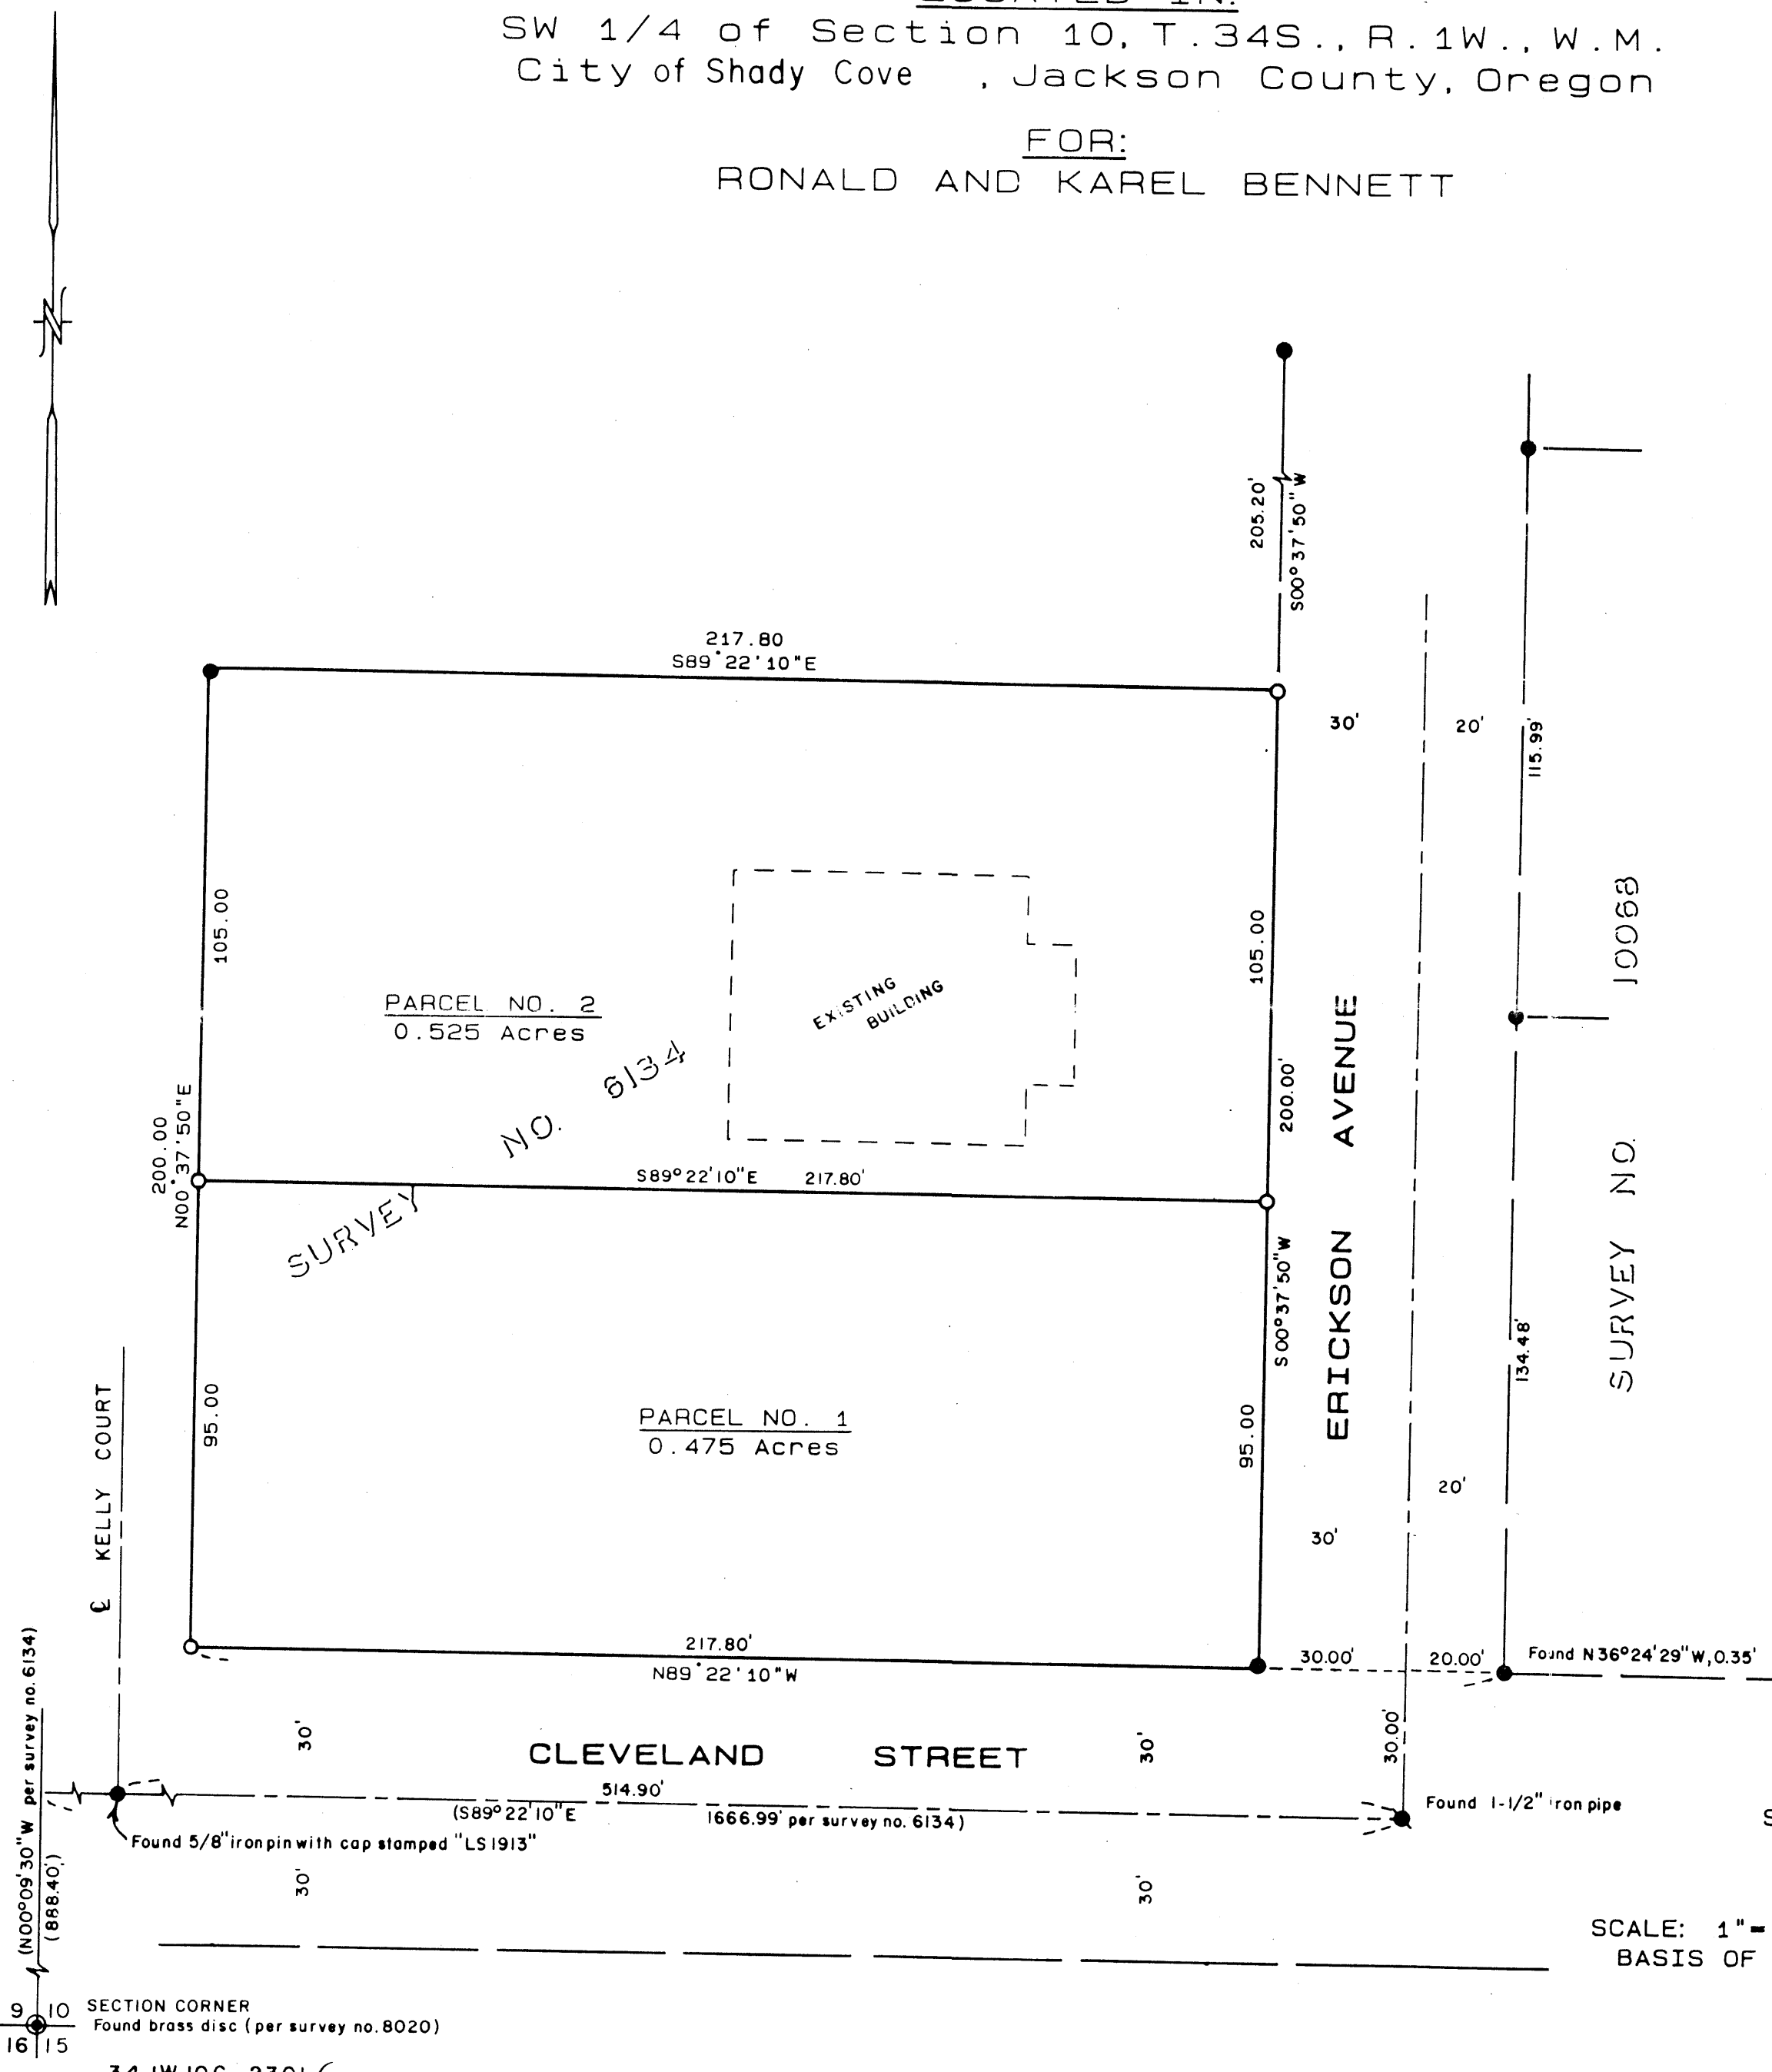 LOCATED IN:
SW 1/4 of Section 10, T.34S., R.1W., W.M.
City of Shady Cove , Jackson County, Oregon
FOR:
RONALD AND KAREL BENNETT
N
205.20'
S00°37'50"W
217.80
S89°22'10"E
30'
20'
115.99'
105.00
105.00
PARCEL NO. 2
0.525 Acres
EXISTING
BUILDING
SURVEY NO. 6134
200.00
N00°37'50"E
S89°22'10"E 217.80'
200.00'
S00°37'50"W
ERICKSON AVENUE
SURVEY NO. 10068
134.48'
95.00
95.00
PARCEL NO. 1
0.475 Acres
℄ KELLY COURT
20'
30'
217.80'
N89°22'10"W
30.00'
20.00'
Found N36°24'29"W, 0.35'
30'
CLEVELAND STREET
30'
30.00'
514.90'
(S89°22'10"E 1666.99' per survey no. 6134)
Found 1-1/2" iron pipe
S
Found 5/8" iron pin with cap stamped "LS1913"
30'
30'
(N00°09'30"W per survey no. 6134)
(888.40')
SCALE: 1"=
BASIS OF
9 10
16 15
SECTION CORNER
Found brass disc (per survey no. 8020)